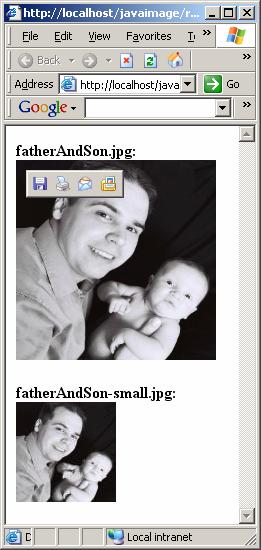 http://localhost/javaimage/r...
File Edit View Favorites T »
Back »
Address http://localhost/java Go
Google »
fatherAndSon.jpg:
fatherAndSon-small.jpg:
D Local intranet